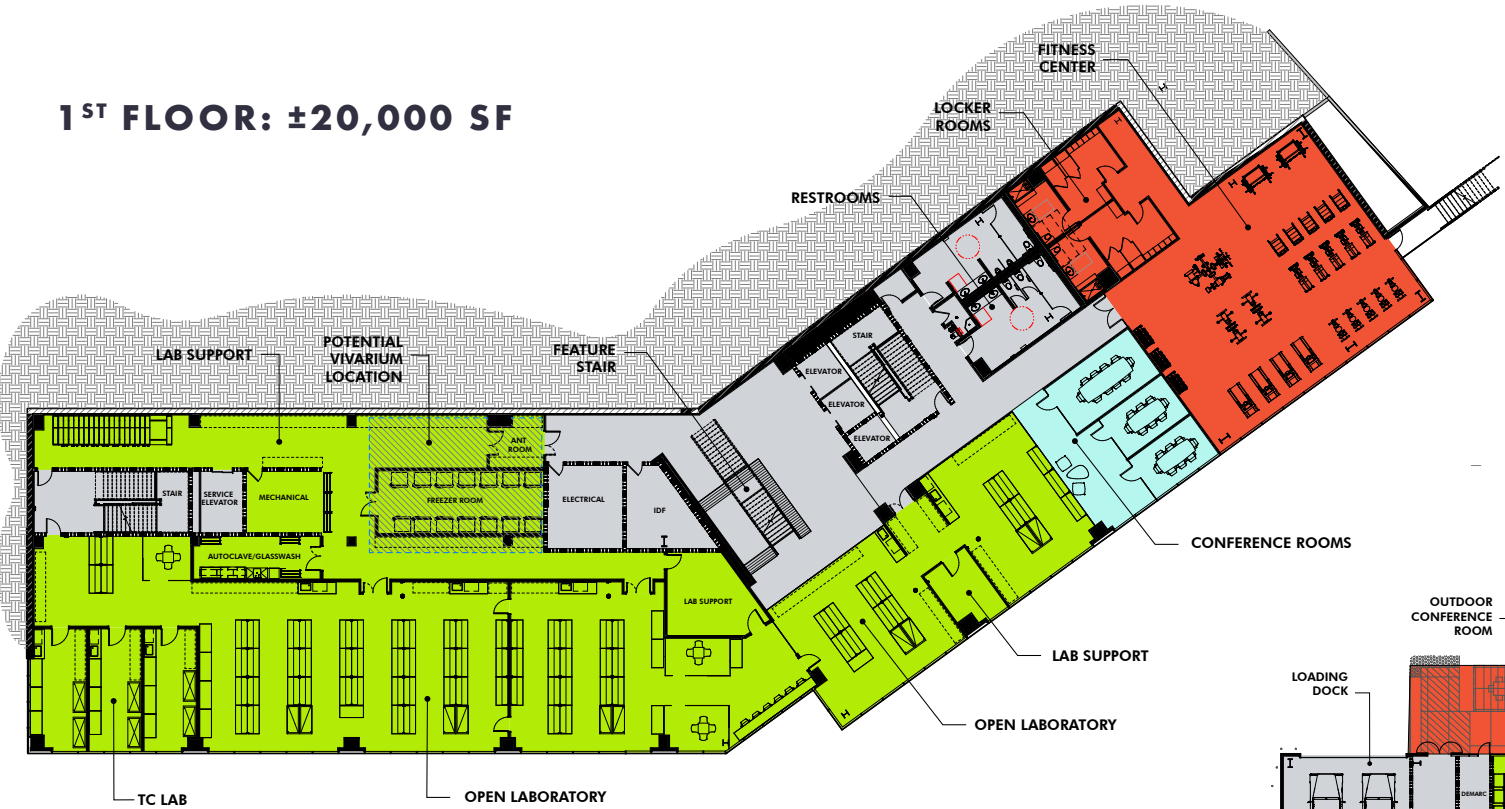 1ST FLOOR: ±20,000 SF
FITNESS
CENTER
LOCKER
ROOMS
RESTROOMS
LAB SUPPORT
POTENTIAL
VIVARIUM
LOCATION
FEATURE
STAIR
STAIR
ELEVATOR
ELEVATOR
ELEVATOR
ANT
ROOM
STAIR
SERVICE
ELEVATOR
MECHANICAL
FREEZER ROOM
ELECTRICAL
IDF
AUTOCLAVE/GLASSWASH
LAB SUPPORT
CONFERENCE ROOMS
LAB SUPPORT
OPEN LABORATORY
OUTDOOR
CONFERENCE
ROOM
LOADING
DOCK
DEMARC
TC LAB
OPEN LABORATORY